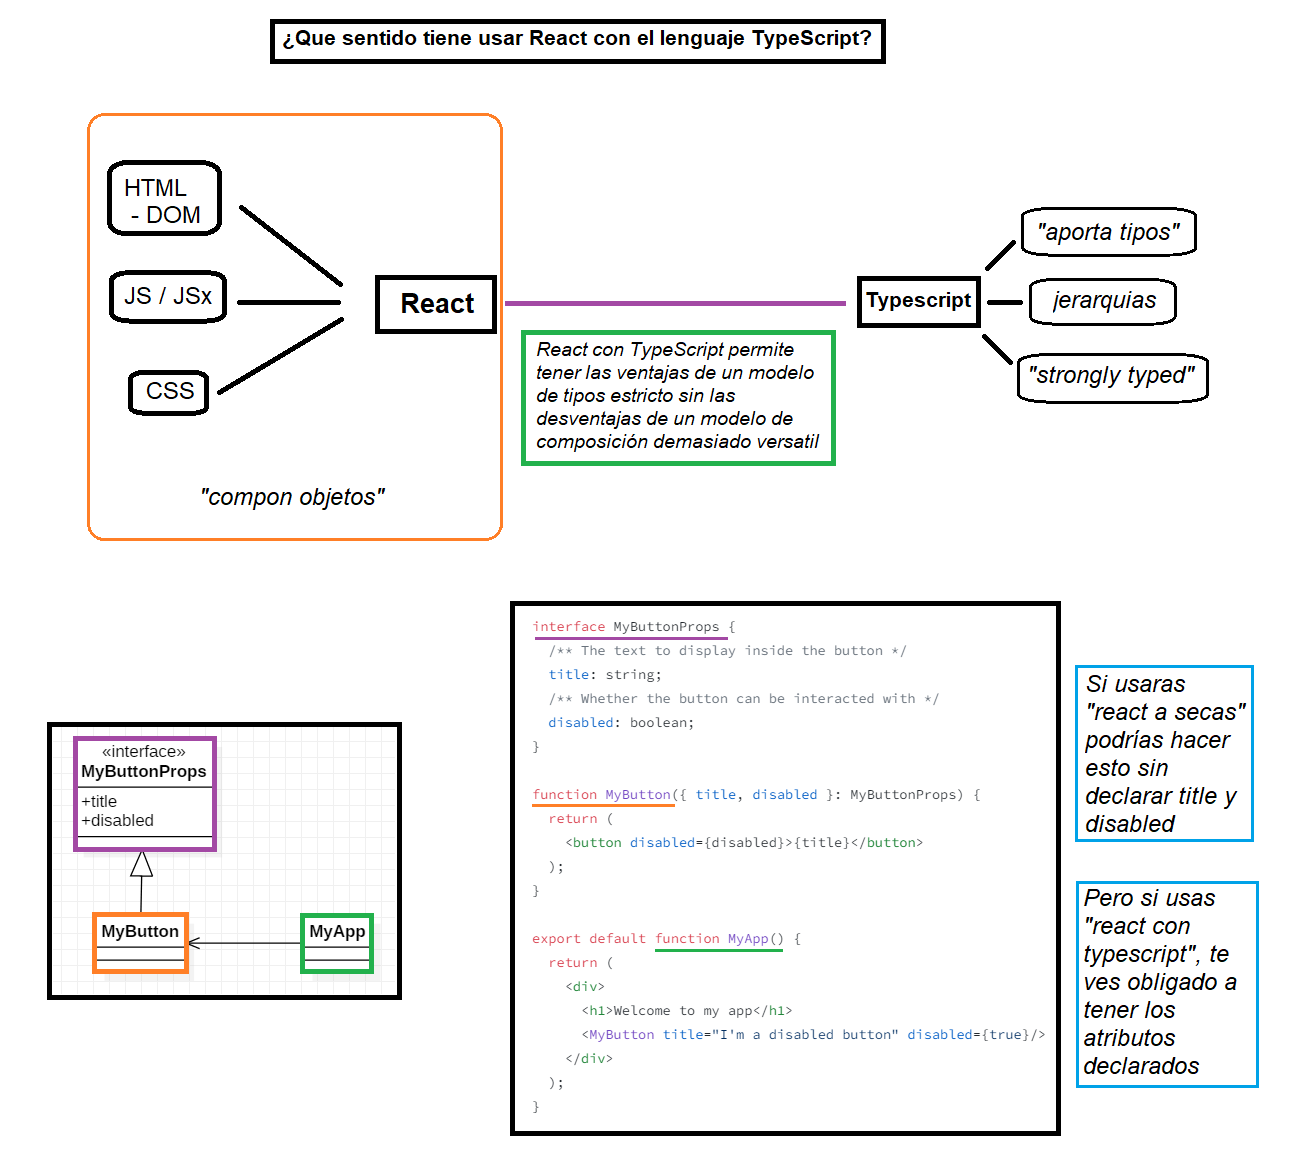 ¿Que sentido tiene usar React con el lenguaje TypeScript?
HTML
- DOM
JS / JSx
CSS
React
"compon objetos"
React con TypeScript permite
tener las ventajas de un modelo
de tipos estricto sin las
desventajas de un modelo de
composición demasiado versatil
Typescript
"aporta tipos"
jerarquias
"strongly typed"
«interface»
MyButtonProps
+title
+disabled
MyButton
MyApp
interface MyButtonProps {
/** The text to display inside the button */
title: string;
/** Whether the button can be interacted with */
disabled: boolean;
}
function MyButton({ title, disabled }: MyButtonProps) {
return (
<button disabled={disabled}>{title}</button>
);
}
export default function MyApp() {
return (
<div>
<h1>Welcome to my app</h1>
<MyButton title="I'm a disabled button" disabled={true}/>
</div>
);
}
Si usaras
"react a secas"
podrías hacer
esto sin
declarar title y
disabled
Pero si usas
"react con
typescript", te
ves obligado a
tener los
atributos
declarados